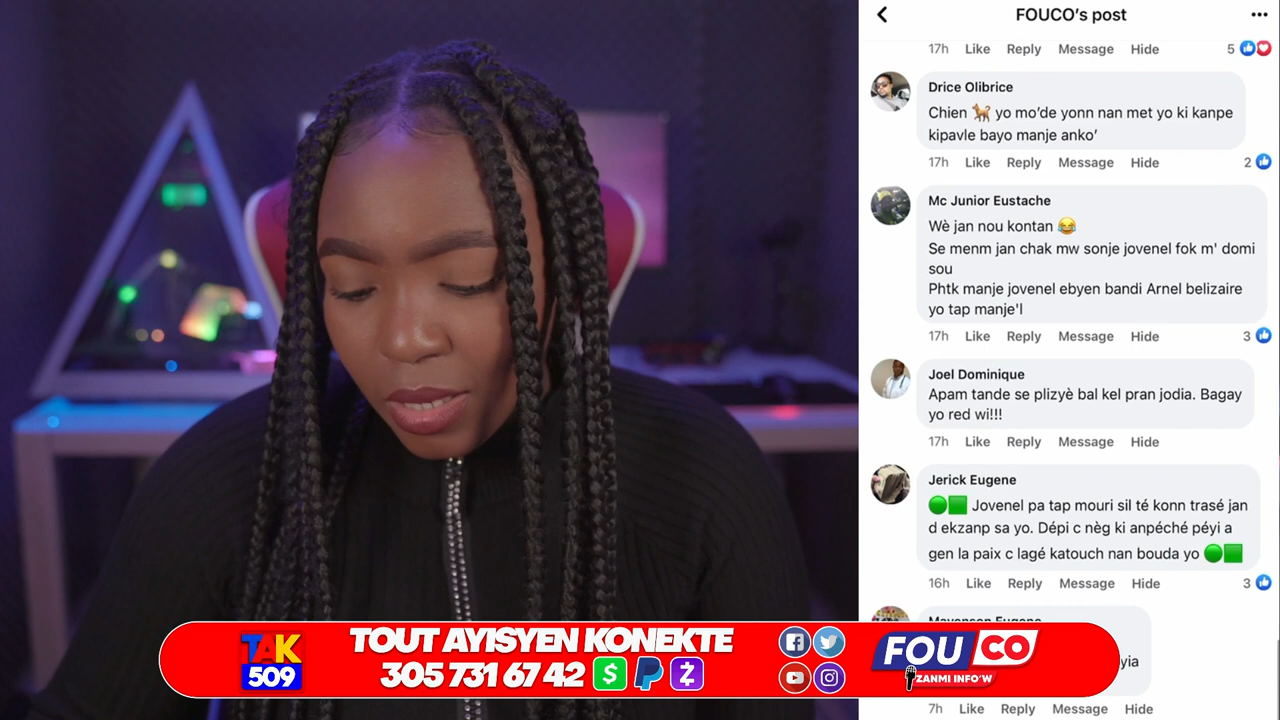 FOUCO's post
17h Like Reply Message Hide 5
Drice Olibrice
Chien 🐕 yo mo'de yonn nan met yo ki kanpe
kipavle bayo manje anko'
17h Like Reply Message Hide 2
Mc Junior Eustache
Wè jan nou kontan 😂
Se menm jan chak mw sonje jovenel fok m' domi
sou
Phtk manje jovenel ebyen bandi Arnel belizaire
yo tap manje'l
17h Like Reply Message Hide 3
Joel Dominique
Apam tande se plizyè bal kel pran jodia. Bagay
yo red wi!!!
17h Like Reply Message Hide
Jerick Eugene
🟢🟩 Jovenel pa tap mouri sil té konn trasé jan
d ekzanp sa yo. Dépi c nèg ki anpéché péyi a
gen la paix c lagé katouch nan bouda yo 🟢🟩
16h Like Reply Message Hide 3
yia
7h Like Reply Message Hide
TAK
509
TOUT AYISYEN KONEKTE
305 731 67 42
FOUCO
ZANMI INFO'W